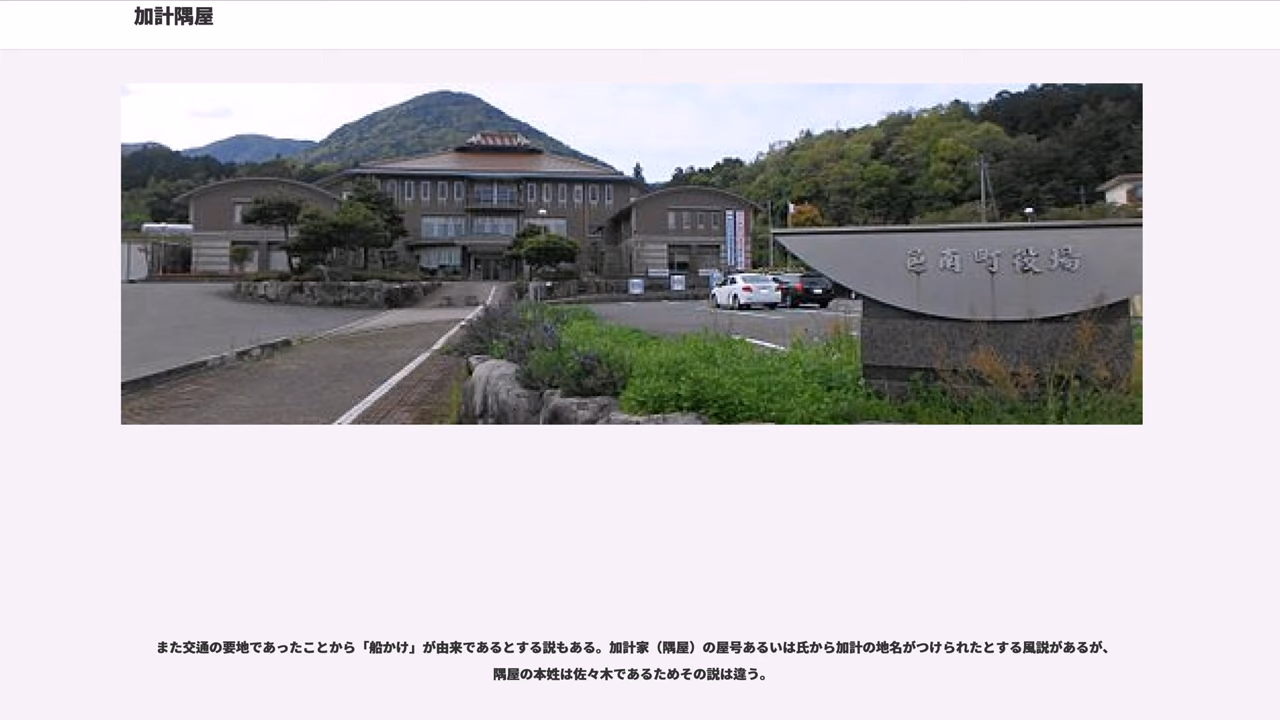 加計隅屋
邑南町役場
また交通の要地であったことから「船かけ」が由来であるとする説もある。加計家（隅屋）の屋号あるいは氏から加計の地名がつけられたとする風説があるが、
隅屋の本姓は佐々木であるためその説は違う。